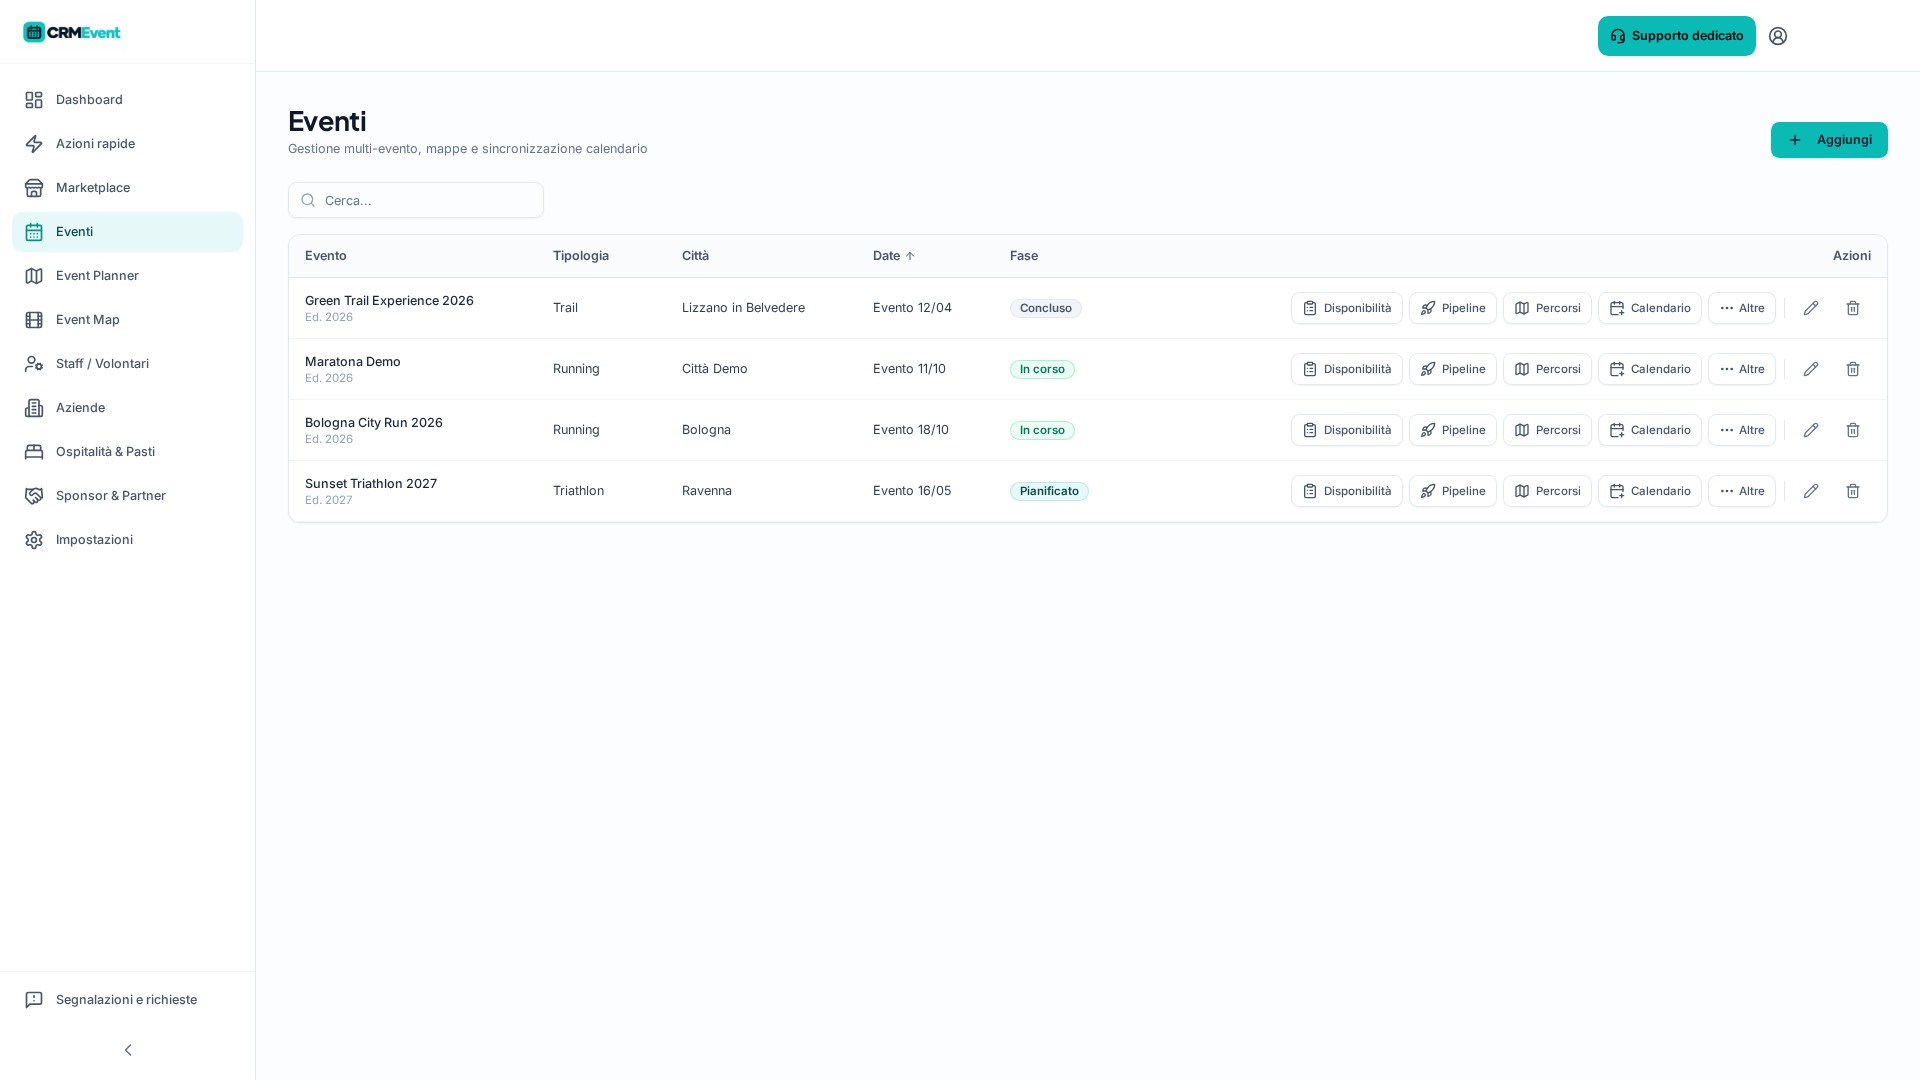 CRMEvent
Supporto dedicato
Dashboard
Azioni rapide
Marketplace
Eventi
Event Planner
Event Map
Staff / Volontari
Aziende
Ospitalità & Pasti
Sponsor & Partner
Impostazioni
Segnalazioni e richieste
Eventi
Gestione multi-evento, mappe e sincronizzazione calendario
Aggiungi
Cerca...
Evento Tipologia Città Date Fase Azioni
Green Trail Experience 2026 Trail Lizzano in Belvedere Evento 12/04 Concluso Disponibilità Pipeline Percorsi Calendario Altre
Ed. 2026
Maratona Demo Running Città Demo Evento 11/10 In corso Disponibilità Pipeline Percorsi Calendario Altre
Ed. 2026
Bologna City Run 2026 Running Bologna Evento 18/10 In corso Disponibilità Pipeline Percorsi Calendario Altre
Ed. 2026
Sunset Triathlon 2027 Triathlon Ravenna Evento 16/05 Pianificato Disponibilità Pipeline Percorsi Calendario Altre
Ed. 2027